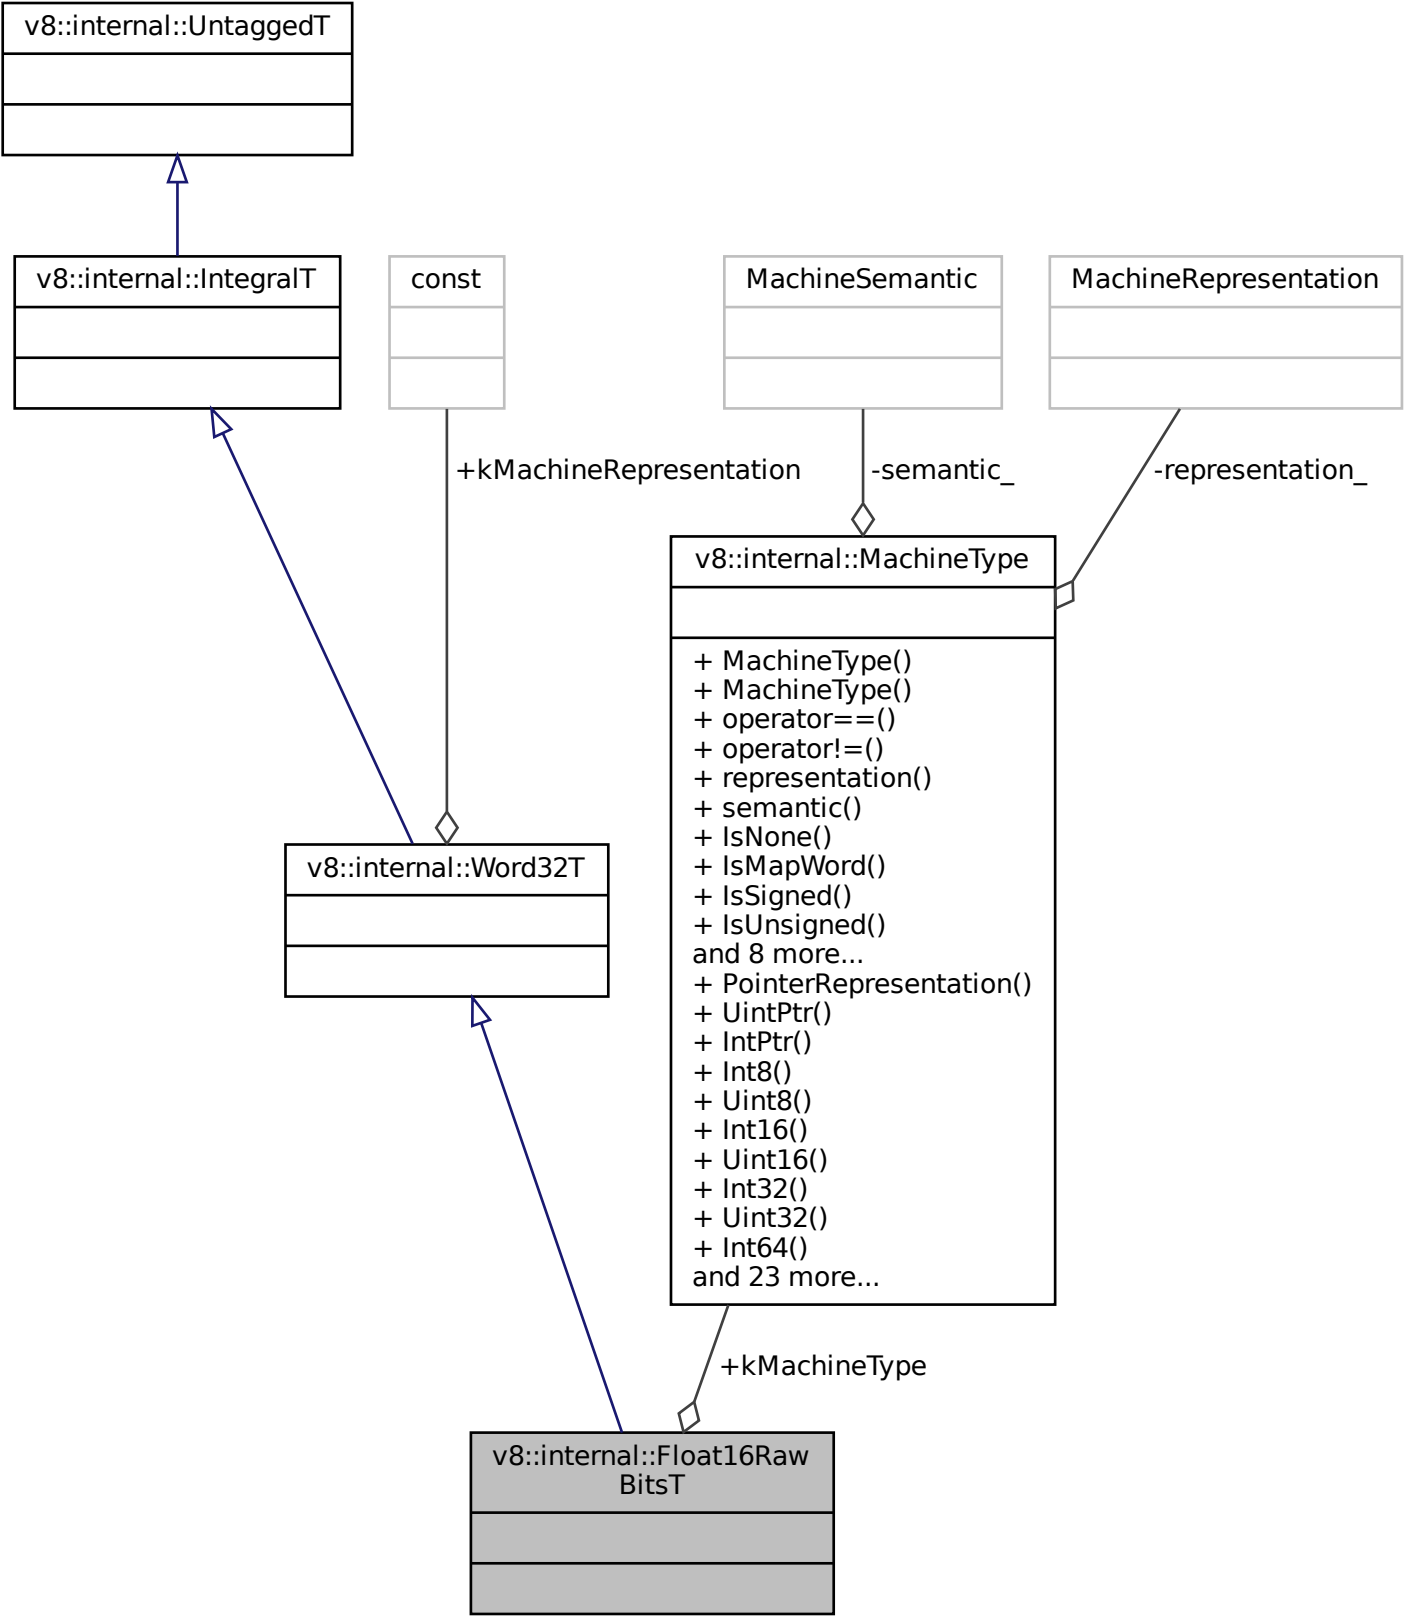 v8::internal::UntaggedT
v8::internal::IntegralT
const
MachineSemantic
MachineRepresentation
+kMachineRepresentation
-semantic_
-representation_
v8::internal::MachineType
+ MachineType()
+ MachineType()
+ operator==()
+ operator!=()
+ representation()
+ semantic()
+ IsNone()
+ IsMapWord()
+ IsSigned()
+ IsUnsigned()
and 8 more...
+ PointerRepresentation()
+ UintPtr()
+ IntPtr()
+ Int8()
+ Uint8()
+ Int16()
+ Uint16()
+ Int32()
+ Uint32()
+ Int64()
and 23 more...
v8::internal::Word32T
+kMachineType
v8::internal::Float16Raw
BitsT